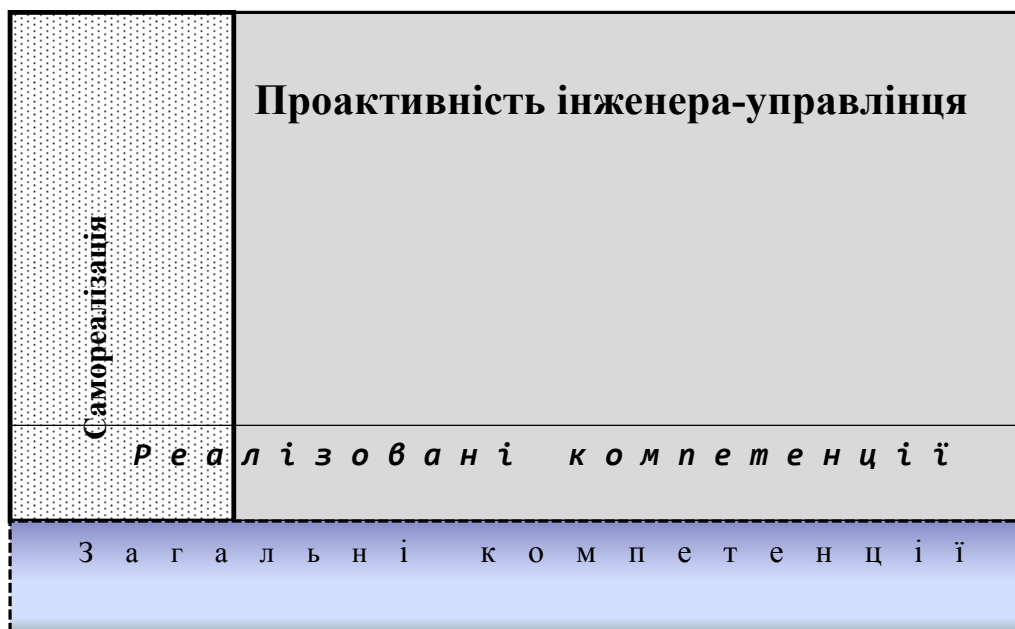 Проактивність інженера-управлінця
Самореалізація
Реалізовані компетенції
Загальні компетенції